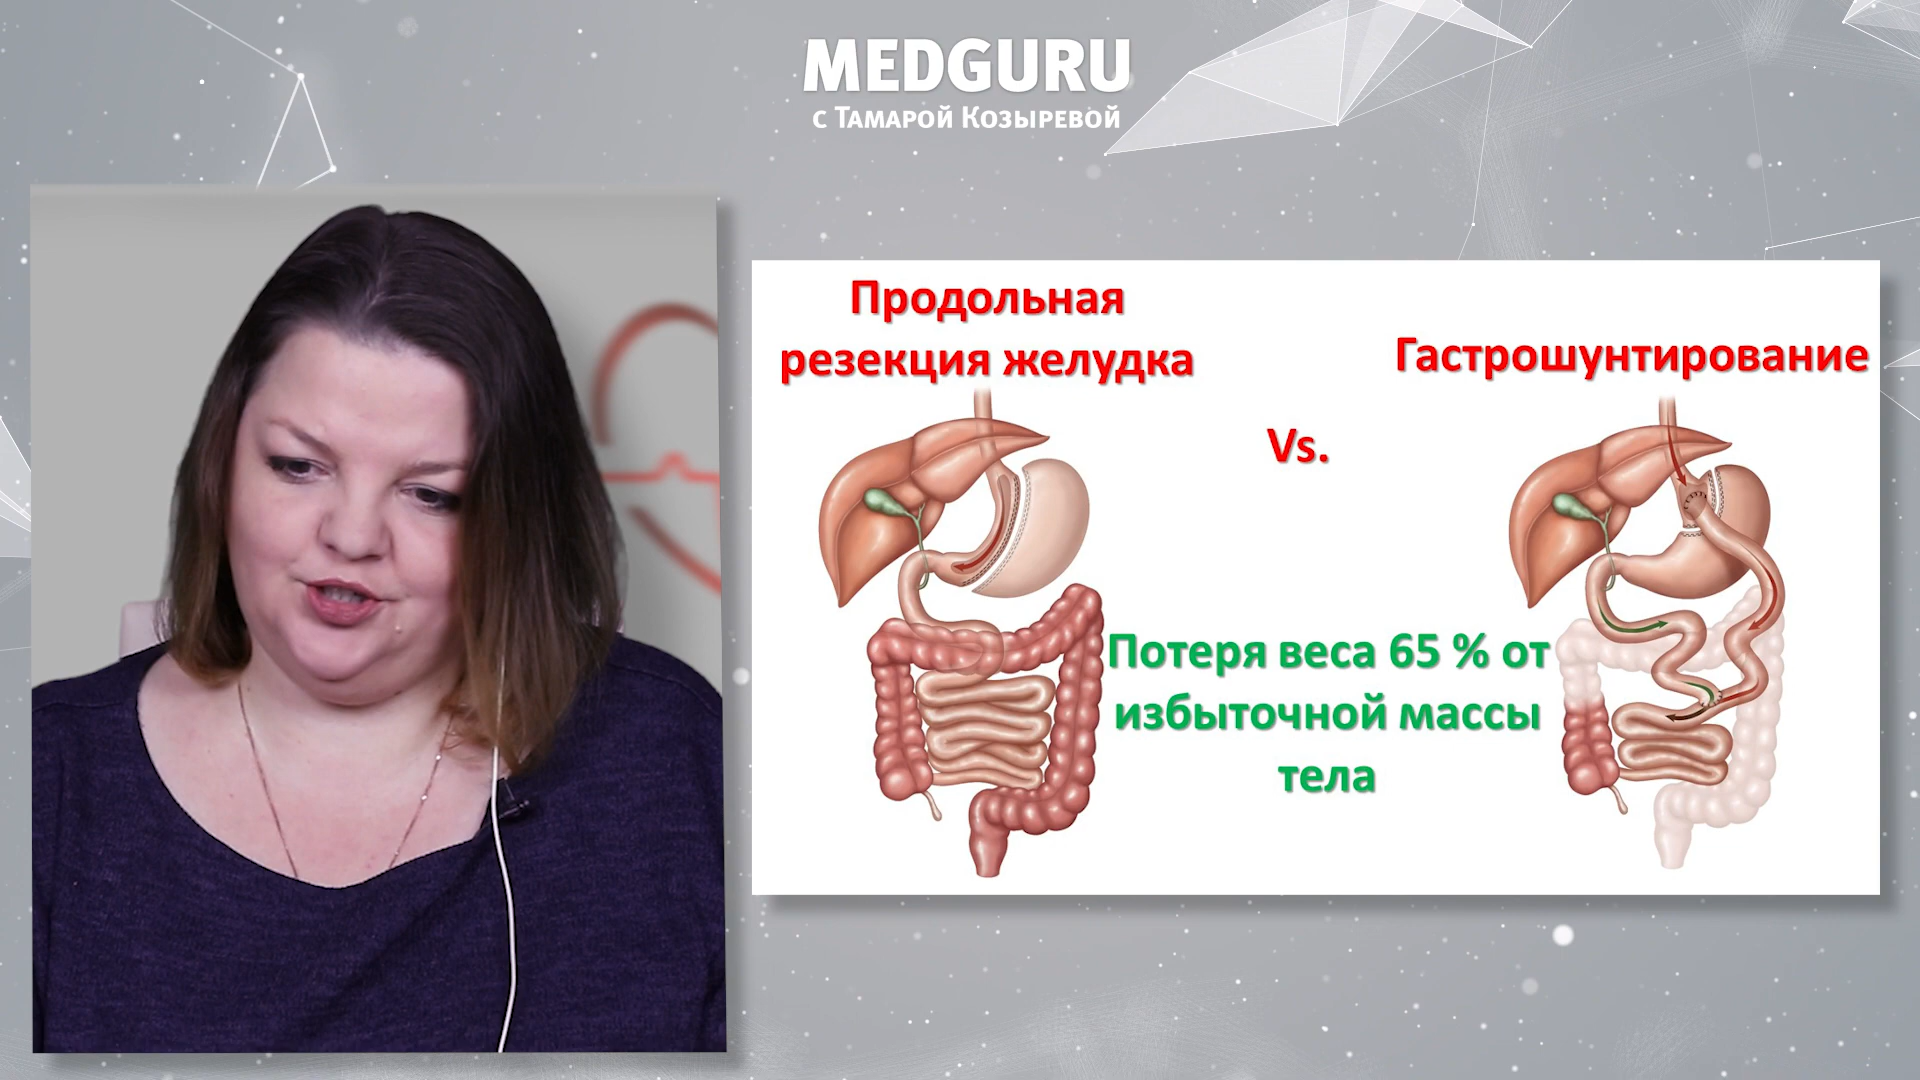 MEDGURU
с Тамарой Козыревой
Продольная
резекция желудка
Гастрошунтирование
Vs.
Потеря веса 65 % от
избыточной массы
тела